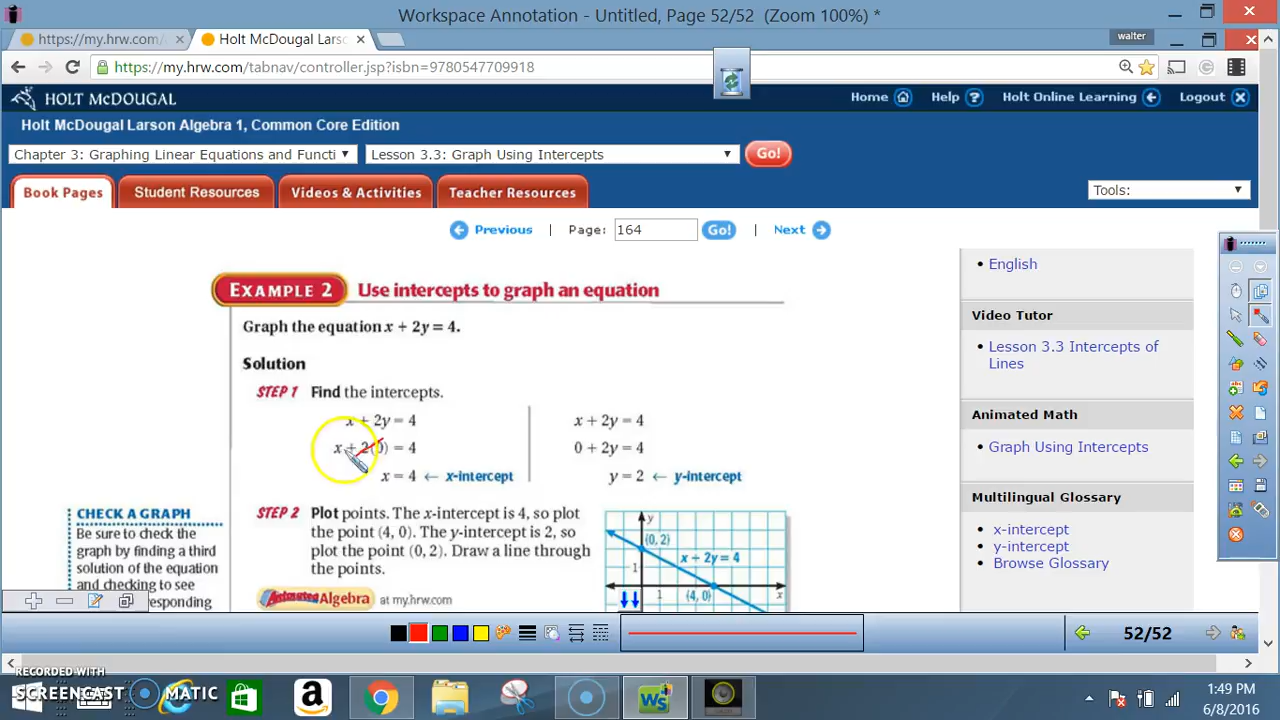 Workspace Annotation - Untitled, Page 52/52 (Zoom 100%) *
https://my.hrw.com/
Holt McDougal Lars
walter
https://my.hrw.com/tabnav/controller.jsp?isbn=9780547709918
HOLT MCDOUGAL
Home
Help ?
Holt Online Learning
Logout
Holt McDougal Larson Algebra 1, Common Core Edition
Chapter 3: Graphing Linear Equations and Functi
Lesson 3.3: Graph Using Intercepts
Go!
Book Pages
Student Resources
Videos & Activities
Teacher Resources
Tools:
Previous | Page: 164 Go! | Next
EXAMPLE 2 Use intercepts to graph an equation
Graph the equation x + 2y = 4.
Solution
STEP 1 Find the intercepts.
x + 2y = 4
x + 2(0) = 4
x = 4 ← x-intercept
x + 2y = 4
0 + 2y = 4
y = 2 ← y-intercept
STEP 2 Plot points. The x-intercept is 4, so plot
the point (4, 0). The y-intercept is 2, so
plot the point (0, 2). Draw a line through
the points.
Animated Algebra at my.hrw.com
CHECK A GRAPH
Be sure to check the
graph by finding a third
solution of the equation
and checking to see
responding
y
(0, 2)
x + 2y = 4
1
1
(4, 0)
x
English
Video Tutor
Lesson 3.3 Intercepts of
Lines
Animated Math
Graph Using Intercepts
Multilingual Glossary
x-intercept
y-intercept
Browse Glossary
52/52
RECORDED WITH
SCREENCAST MATIC
WS
1:49 PM
6/8/2016